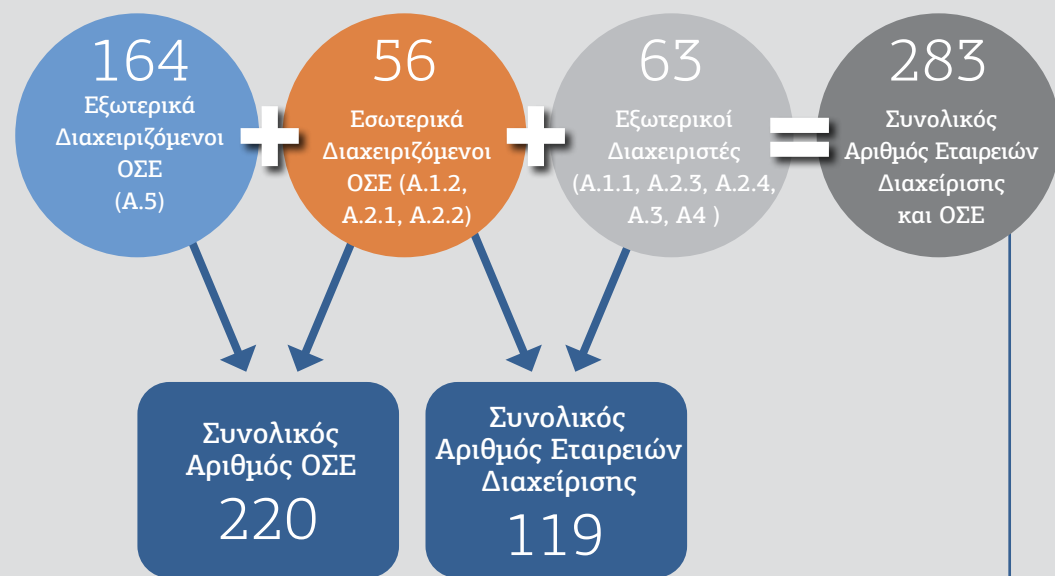 164
Εξωτερικά
Διαχειριζόμενοι
ΟΣΕ
(Α.5)
+
56
Εσωτερικά
Διαχειριζόμενοι
ΟΣΕ (Α.1.2,
Α.2.1, Α.2.2)
+
63
Εξωτερικοί
Διαχειριστές
(Α.1.1, Α.2.3, Α.2.4,
Α.3, Α4 )
=
283
Συνολικός
Αριθμός Εταιρειών
Διαχείρισης
και ΟΣΕ
Συνολικός
Αριθμός ΟΣΕ
220
Συνολικός
Αριθμός Εταιρειών
Διαχείρισης
119